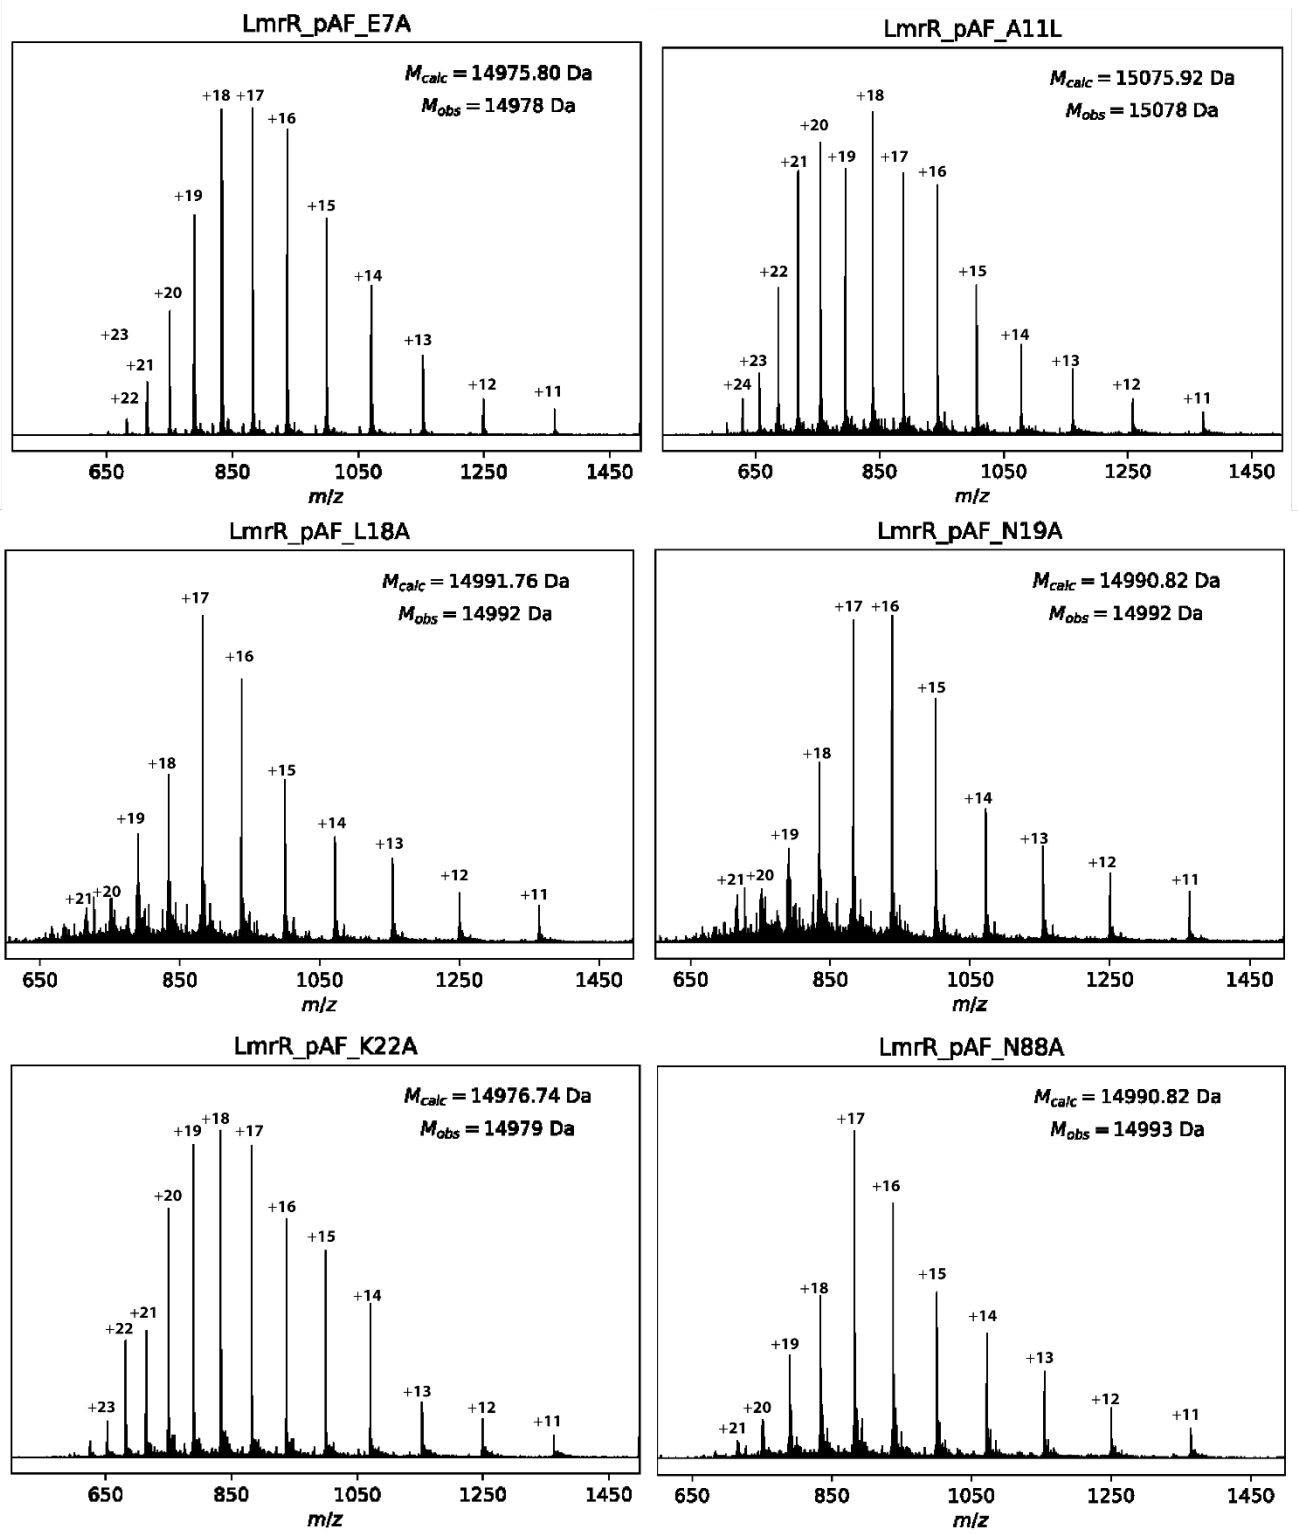 LmrR_pAF_E7A
M_calc = 14975.80 Da
M_obs = 14978 Da
+18 +17
+16
+19
+15
+14
+20
+23
+13
+21
+12
+11
+22
650 850 1050 1250 1450
m/z
LmrR_pAF_A11L
M_calc = 15075.92 Da
M_obs = 15078 Da
+18
+20
+21 +19 +17
+16
+22
+15
+14
+23
+13
+24
+12
+11
650 850 1050 1250 1450
m/z
LmrR_pAF_L18A
M_calc = 14991.76 Da
M_obs = 14992 Da
+17
+16
+18
+15
+19
+14
+13
+12
+21 +20
+11
650 850 1050 1250 1450
m/z
LmrR_pAF_N19A
M_calc = 14990.82 Da
M_obs = 14992 Da
+17 +16
+15
+18
+14
+19
+13
+12
+21 +20
+11
650 850 1050 1250 1450
m/z
LmrR_pAF_K22A
M_calc = 14976.74 Da
M_obs = 14979 Da
+18
+19 +17
+20
+16
+15
+14
+21
+22
+13
+23
+12
+11
650 850 1050 1250 1450
m/z
LmrR_pAF_N88A
M_calc = 14990.82 Da
M_obs = 14993 Da
+17
+16
+15
+18
+14
+19
+13
+12
+20
+11
+21
650 850 1050 1250 1450
m/z